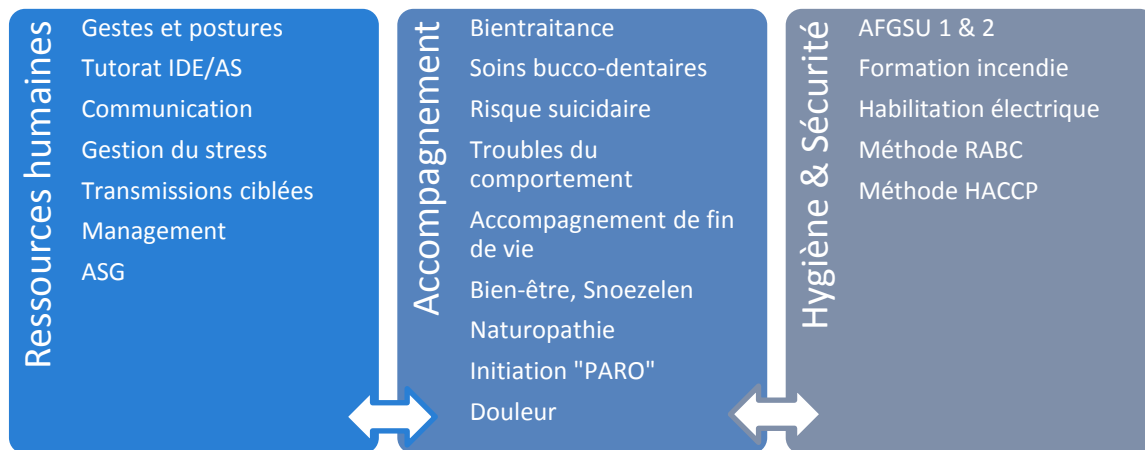 Ressources humaines
Gestes et postures
Tutorat IDE/AS
Communication
Gestion du stress
Transmissions ciblées
Management
ASG
Accompagnement
Bientraitance
Soins bucco-dentaires
Risque suicidaire
Troubles du
comportement
Accompagnement de fin
de vie
Bien-être, Snoezelen
Naturopathie
Initiation "PARO"
Douleur
Hygiène & Sécurité
AFGSU 1 & 2
Formation incendie
Habilitation électrique
Méthode RABC
Méthode HACCP